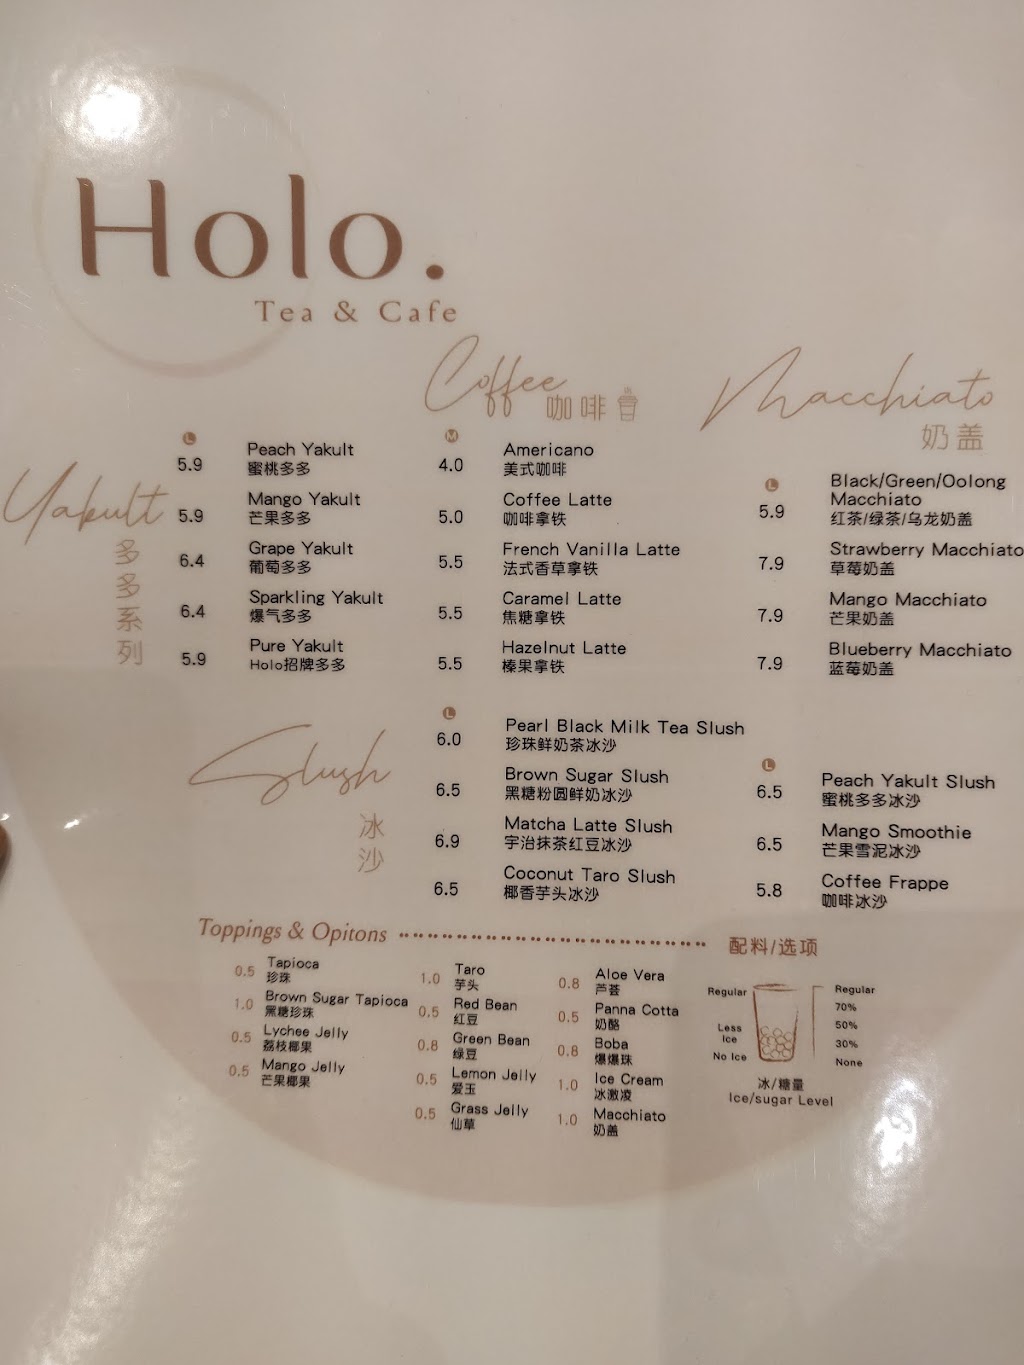 Holo.
Tea & Cafe
Yakult
多多系列
L
5.9 Peach Yakult
蜜桃多多
5.9 Mango Yakult
芒果多多
6.4 Grape Yakult
葡萄多多
6.4 Sparkling Yakult
爆气多多
5.9 Pure Yakult
Holo招牌多多
Coffee
咖啡
M
4.0 Americano
美式咖啡
5.0 Coffee Latte
咖啡拿铁
5.5 French Vanilla Latte
法式香草拿铁
5.5 Caramel Latte
焦糖拿铁
5.5 Hazelnut Latte
榛果拿铁
Macchiato
奶盖
L
Black/Green/Oolong
5.9 Macchiato
红茶/绿茶/乌龙奶盖
7.9 Strawberry Macchiato
草莓奶盖
7.9 Mango Macchiato
芒果奶盖
7.9 Blueberry Macchiato
蓝莓奶盖
Slush
冰沙
L
6.0 Pearl Black Milk Tea Slush
珍珠鲜奶茶冰沙
6.5 Brown Sugar Slush
黑糖粉圆鲜奶冰沙
6.9 Matcha Latte Slush
宇治抹茶红豆冰沙
6.5 Coconut Taro Slush
椰香芋头冰沙
L
6.5 Peach Yakult Slush
蜜桃多多冰沙
6.5 Mango Smoothie
芒果雪泥冰沙
5.8 Coffee Frappe
咖啡冰沙
Toppings & Opitons
配料/选项
0.5 Tapioca
珍珠
1.0 Brown Sugar Tapioca
黑糖珍珠
0.5 Lychee Jelly
荔枝椰果
0.5 Mango Jelly
芒果椰果
1.0 Taro
芋头
0.5 Red Bean
红豆
0.8 Green Bean
绿豆
0.5 Lemon Jelly
爱玉
0.5 Grass Jelly
仙草
0.8 Aloe Vera
芦荟
0.5 Panna Cotta
奶酪
0.8 Boba
爆爆珠
1.0 Ice Cream
冰激凌
1.0 Macchiato
奶盖
Regular
Less
Ice
No Ice
Regular
70%
50%
30%
None
冰/糖量
Ice/sugar Level